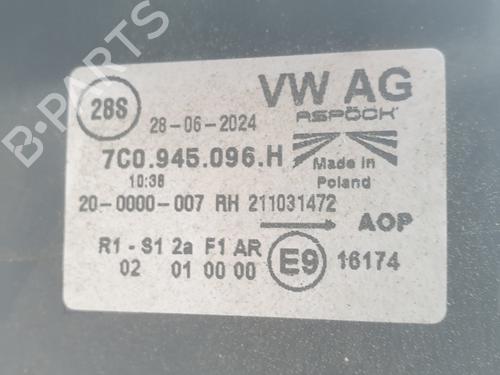 B-PARTS
28S
28-06-2024
VW AG
ASPÖCK
7C0.945.096.H
Made in
Poland
10:38
20-0000-007 RH 211031472
AOP
R1 - S1 2a F1 AR
02 01 00 00
E9 16174